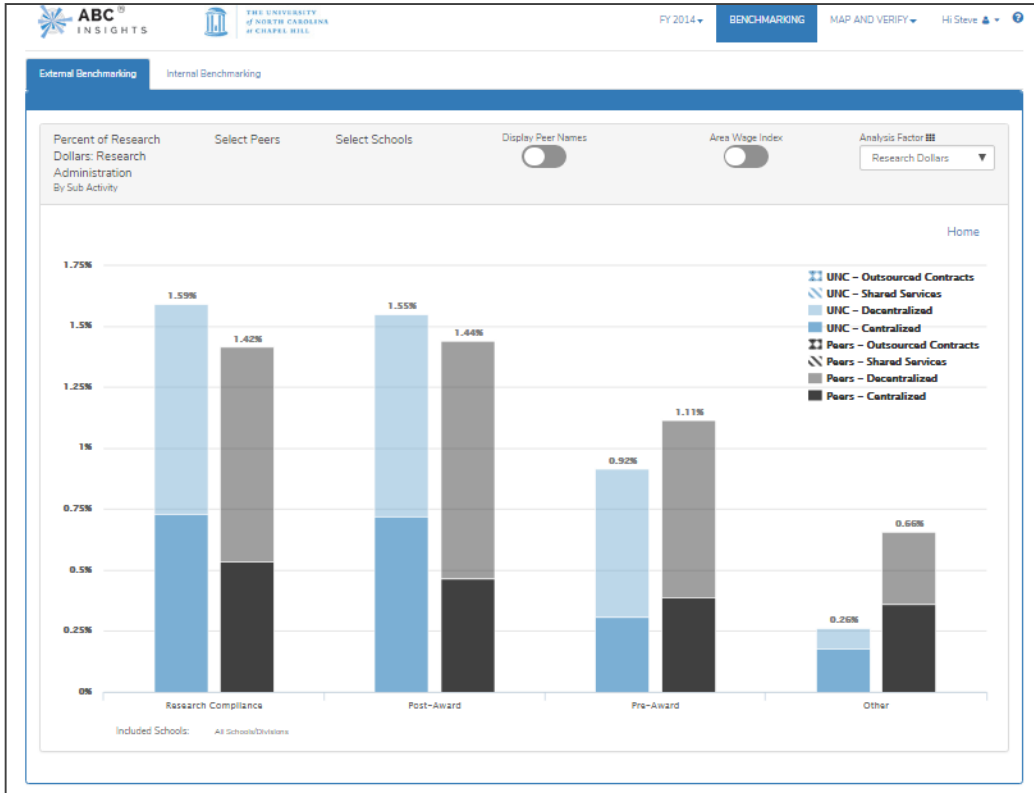 ABC®
INSIGHTS
THE UNIVERSITY
of NORTH CAROLINA
at CHAPEL HILL
FY 2014
BENCHMARKING
MAP AND VERIFY
Hi Steve
?
External Benchmarking
Internal Benchmarking
Percent of Research
Dollars: Research
Administration
By Sub Activity
Select Peers
Select Schools
Display Peer Names
Area Wage Index
Analysis Factor
Research Dollars
Home
1.75%
1.5%
1.25%
1%
0.75%
0.5%
0.25%
0%
1.59%
1.42%
1.55%
1.44%
0.92%
1.11%
0.26%
0.66%
UNC – Outsourced Contracts
UNC – Shared Services
UNC – Decentralized
UNC – Centralized
Peers – Outsourced Contracts
Peers – Shared Services
Peers – Decentralized
Peers – Centralized
Research Compliance
Post-Award
Pre-Award
Other
Included Schools:
All Schools/Divisions